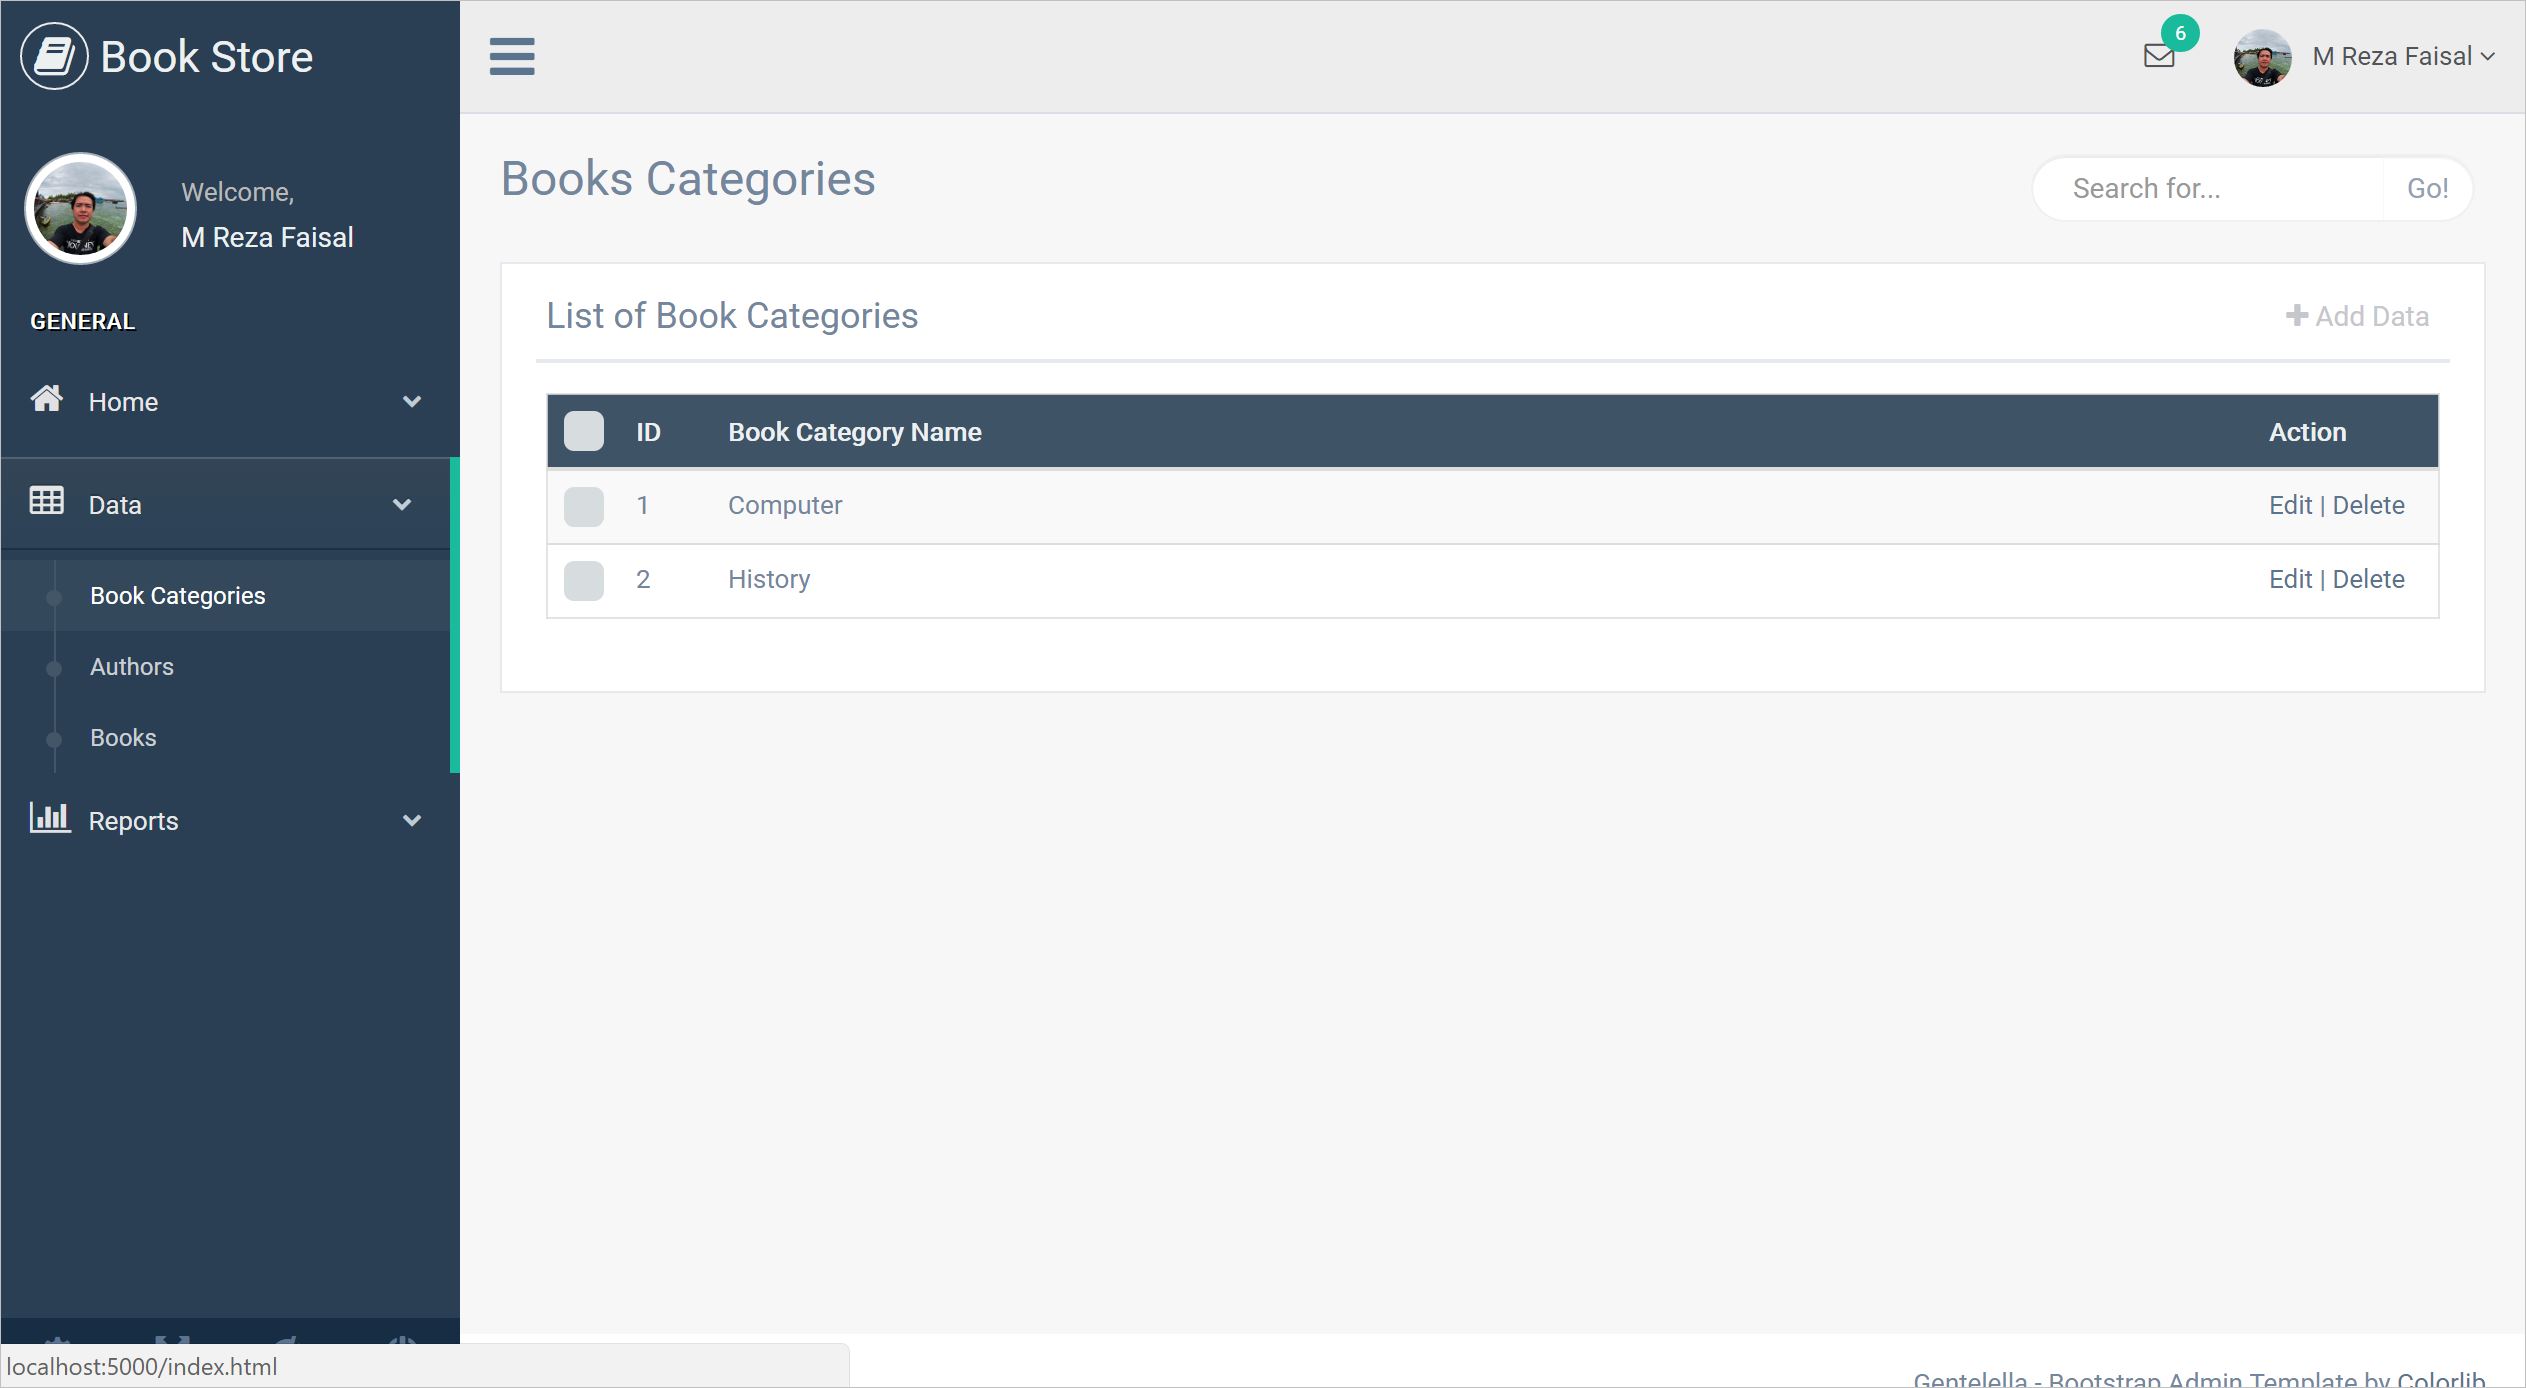 Book Store
Welcome,
M Reza Faisal
GENERAL
Home
Data
Book Categories
Authors
Books
Reports
6
M Reza Faisal
Books Categories
Search for... Go!
List of Book Categories
Add Data
ID Book Category Name Action
1 Computer Edit | Delete
2 History Edit | Delete
localhost:5000/index.html
Gentelella - Bootstrap Admin Template by Colorlib